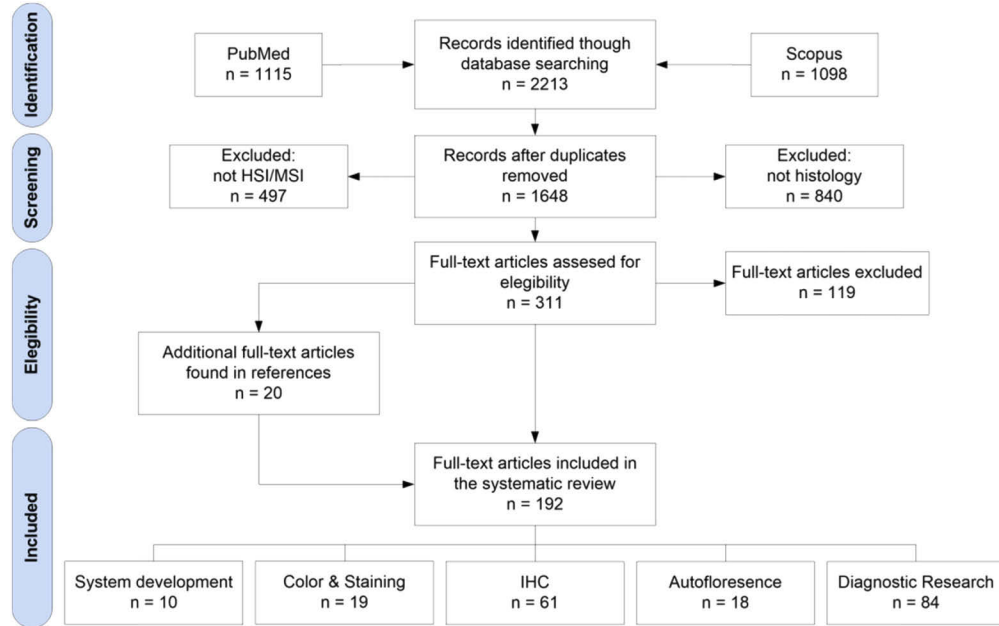 Identification
PubMed
n = 1115
Records identified though
database searching
n = 2213
Scopus
n = 1098
Screening
Excluded:
not HSI/MSI
n = 497
Records after duplicates
removed
n = 1648
Excluded:
not histology
n = 840
Elegibility
Full-text articles assesed for
elegibility
n = 311
Full-text articles excluded
n = 119
Additional full-text articles
found in references
n = 20
Included
Full-text articles included in
the systematic review
n = 192
System development
n = 10
Color & Staining
n = 19
IHC
n = 61
Autofloresence
n = 18
Diagnostic Research
n = 84